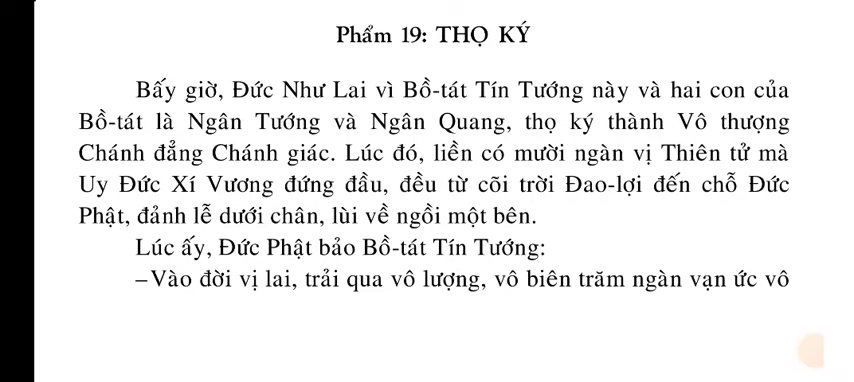 Phẩm 19: THỌ KÝ
Bấy giờ, Đức Như Lai vì Bồ-tát Tín Tướng này và hai con của
Bồ-tát là Ngân Tướng và Ngân Quang, thọ ký thành Vô thượng
Chánh đẳng Chánh giác. Lúc đó, liền có mười ngàn vị Thiên tử mà
Uy Đức Xí Vương đứng đầu, đều từ cõi trời Đao-lợi đến chỗ Đức
Phật, đảnh lễ dưới chân, lùi về ngồi một bên.
Lúc ấy, Đức Phật bảo Bồ-tát Tín Tướng:
–Vào đời vị lai, trải qua vô lượng, vô biên trăm ngàn vạn ức vô